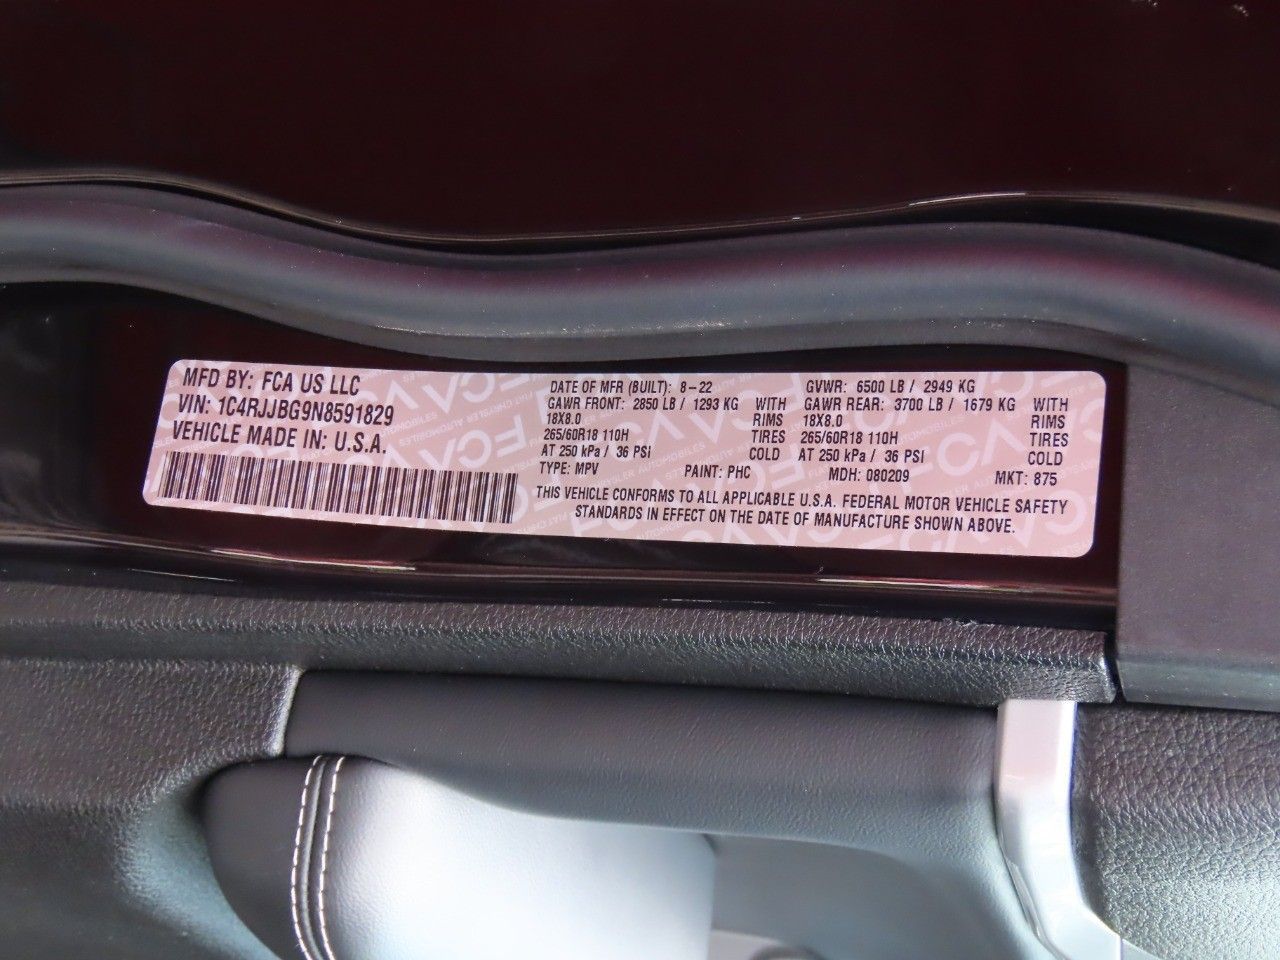 MFD BY: FCA US LLC
VIN: 1C4RJJBG9N8591829
VEHICLE MADE IN: U.S.A.
DATE OF MFR (BUILT): 8-22 GVWR: 6500 LB / 2949 KG
GAWR FRONT: 2850 LB / 1293 KG WITH GAWR REAR: 3700 LB / 1679 KG WITH
18X8.0 RIMS 18X8.0 RIMS
265/60R18 110H TIRES 265/60R18 110H TIRES
AT 250 kPa / 36 PSI COLD AT 250 kPa / 36 PSI COLD
TYPE: MPV PAINT: PHC MDH: 080209 MKT: 875
THIS VEHICLE CONFORMS TO ALL APPLICABLE U.S.A. FEDERAL MOTOR VEHICLE SAFETY
STANDARDS IN EFFECT ON THE DATE OF MANUFACTURE SHOWN ABOVE.